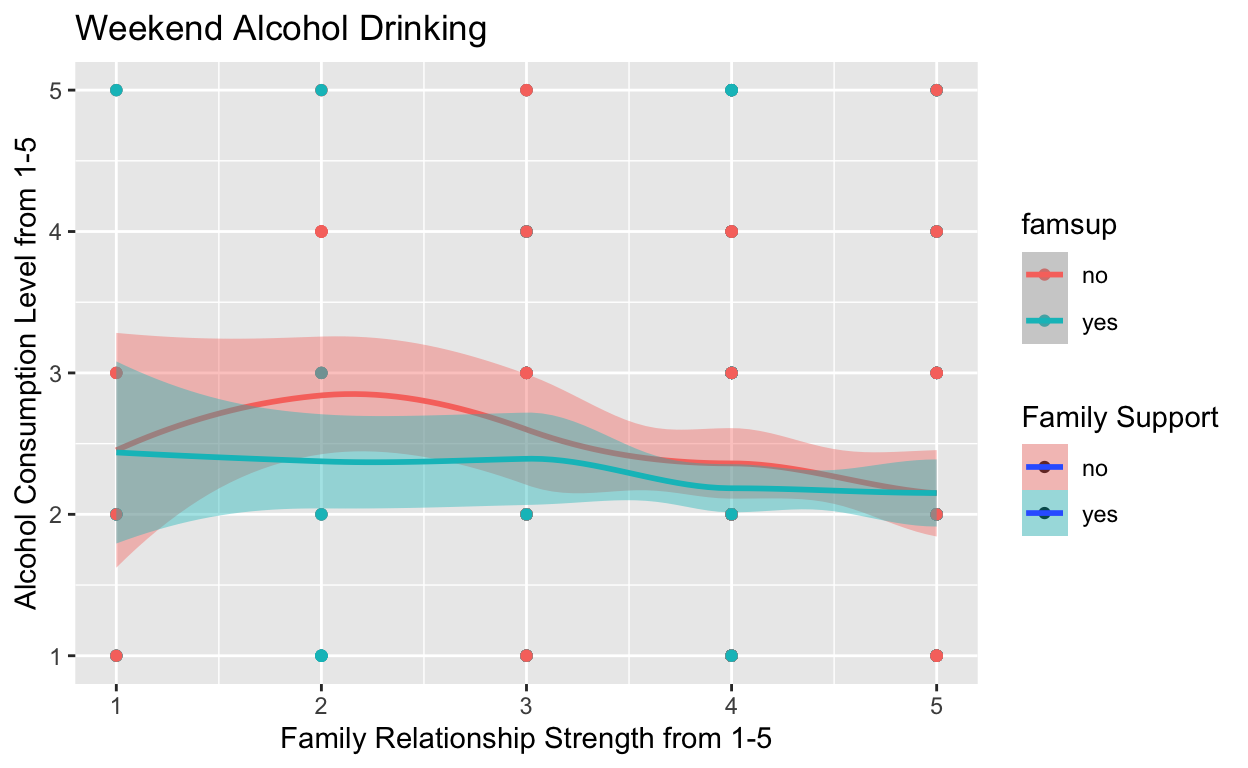 Weekend Alcohol Drinking
Alcohol Consumption Level from 1-5
5
4
3
2
1
1 2 3 4 5
Family Relationship Strength from 1-5
famsup
no
yes
Family Support
no
yes